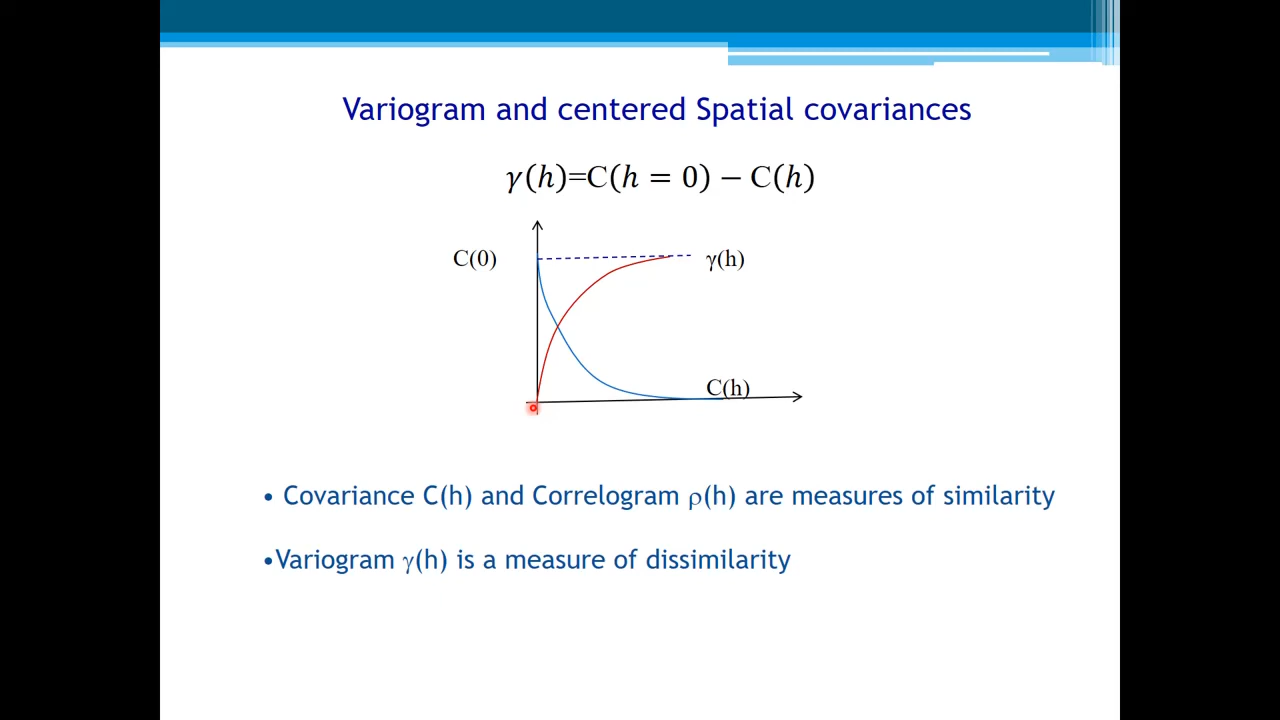 Variogram and centered Spatial covariances
𝛾(ℎ)=C(ℎ = 0) − C(ℎ)
C(0)
γ(h)
C(h)
• Covariance C(h) and Correlogram ρ(h) are measures of similarity
•Variogram γ(h) is a measure of dissimilarity